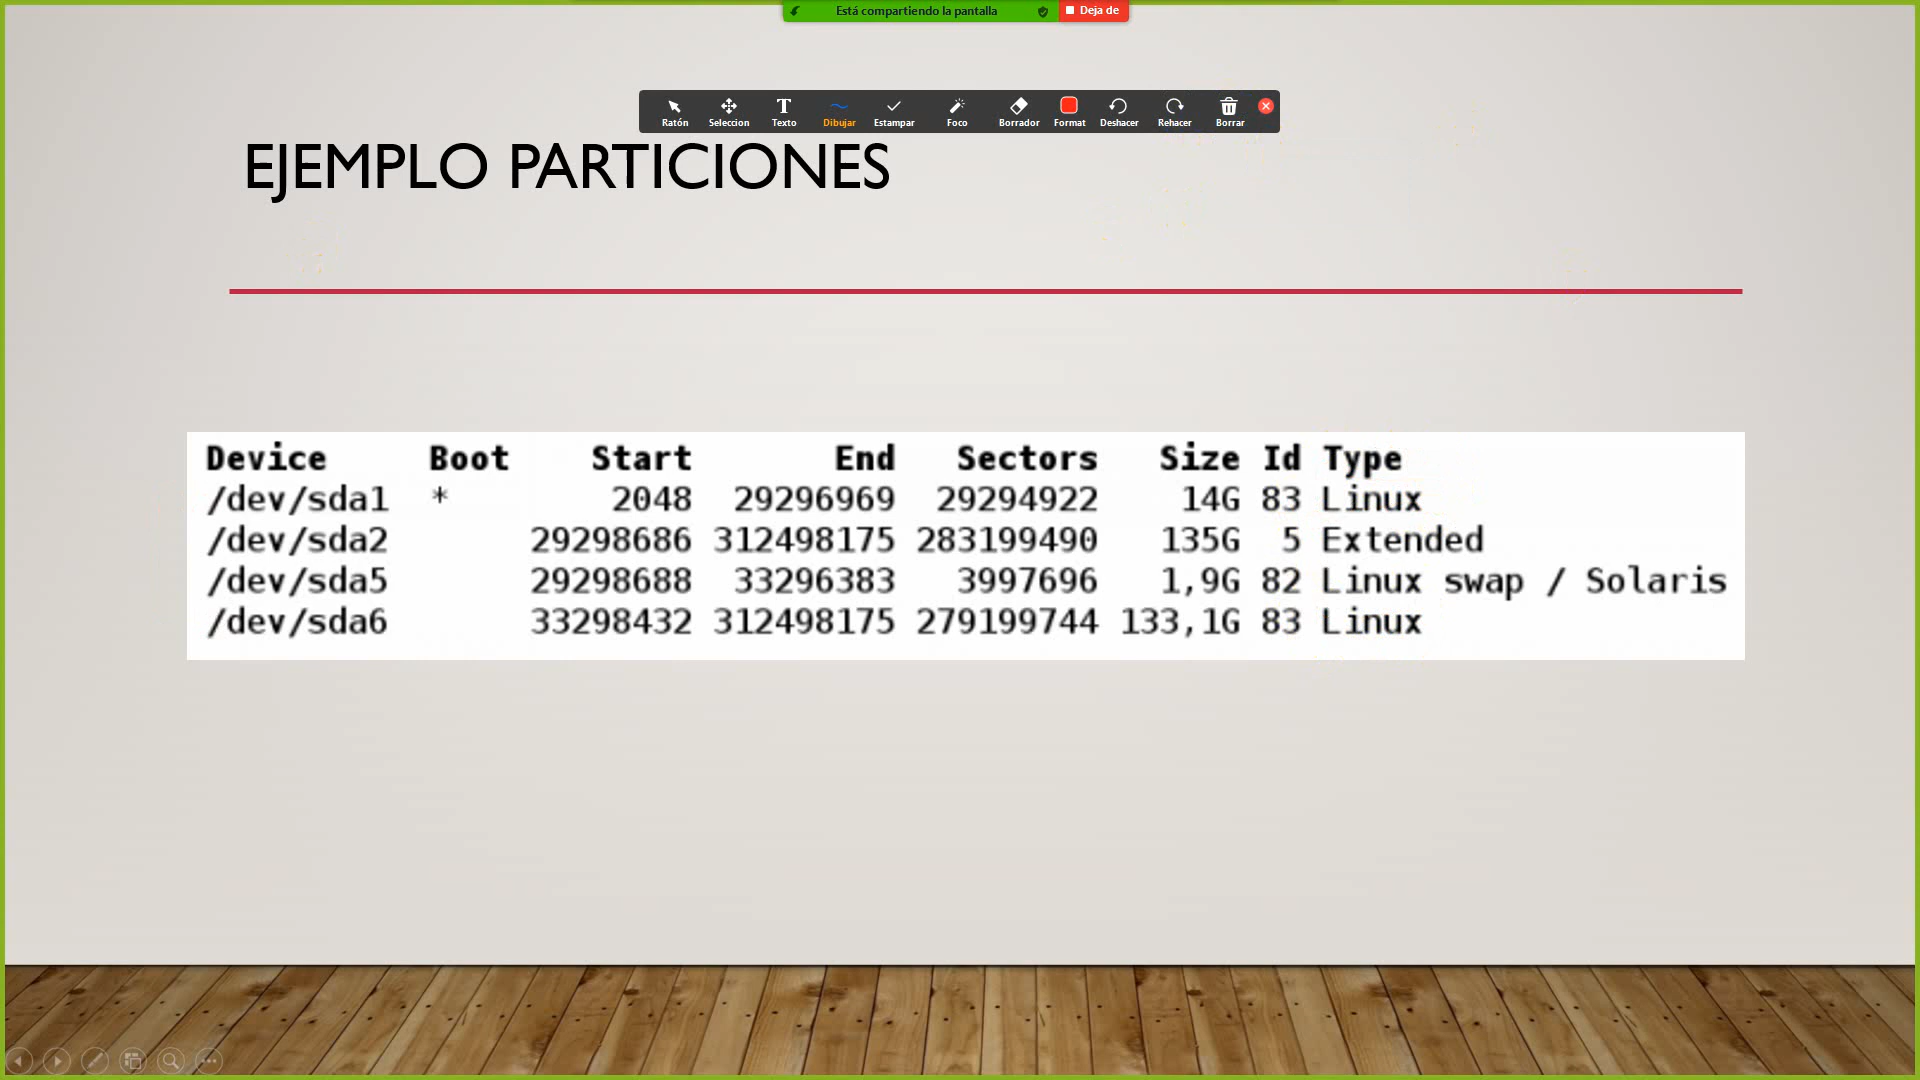 Está compartiendo la pantalla Deja de
Ratón Seleccion Texto Dibujar Estampar Foco Borrador Format Deshacer Rehacer Borrar
EJEMPLO PARTICIONES
Device Boot Start End Sectors Size Id Type
/dev/sda1 * 2048 29296969 29294922 14G 83 Linux
/dev/sda2 29298686 312498175 283199490 135G 5 Extended
/dev/sda5 29298688 33296383 3997696 1,9G 82 Linux swap / Solaris
/dev/sda6 33298432 312498175 279199744 133,1G 83 Linux